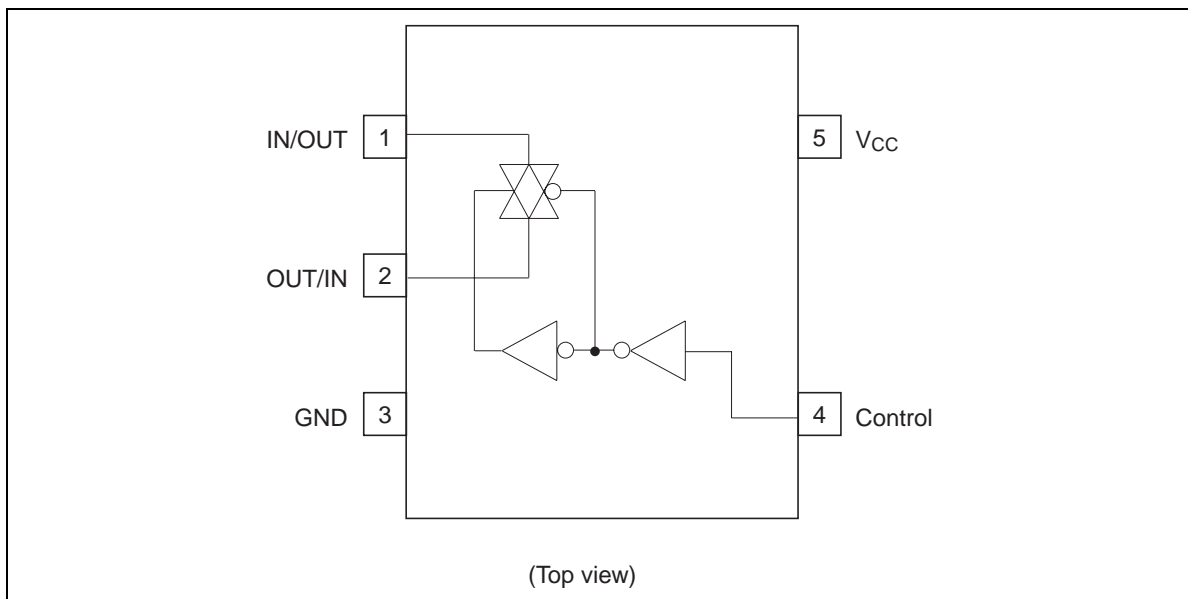 IN/OUT 1
5 VCC
OUT/IN 2
GND 3
4 Control
(Top view)